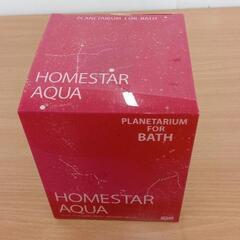 PLANETARIUM FOR BATH
HOMESTAR
AQUA
PLANETARIUM
FOR
BATH
HOMESTAR
AQUA